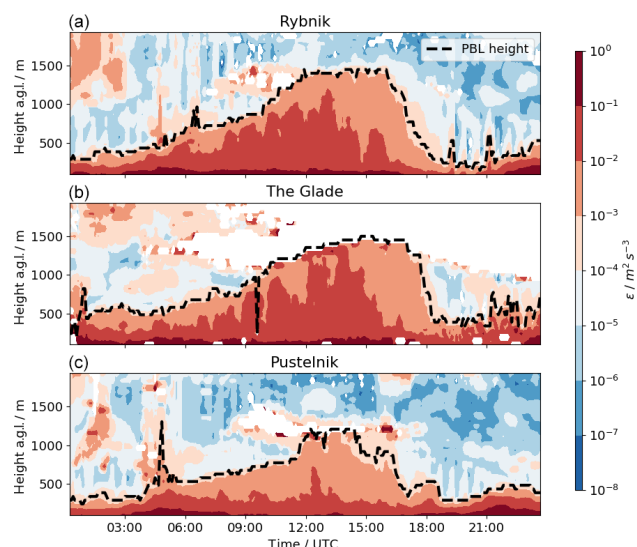 (a) Rybnik
PBL height
Height a.g.l. / m
1500
1000
500
(b) The Glade
Height a.g.l. / m
1500
1000
500
(c) Pustelnik
Height a.g.l. / m
1500
1000
500
03:00 06:00 09:00 12:00 15:00 18:00 21:00
Time / UTC
10⁰
10⁻¹
10⁻²
10⁻³
10⁻⁴
10⁻⁵
10⁻⁶
10⁻⁷
10⁻⁸
ε / m² s⁻³